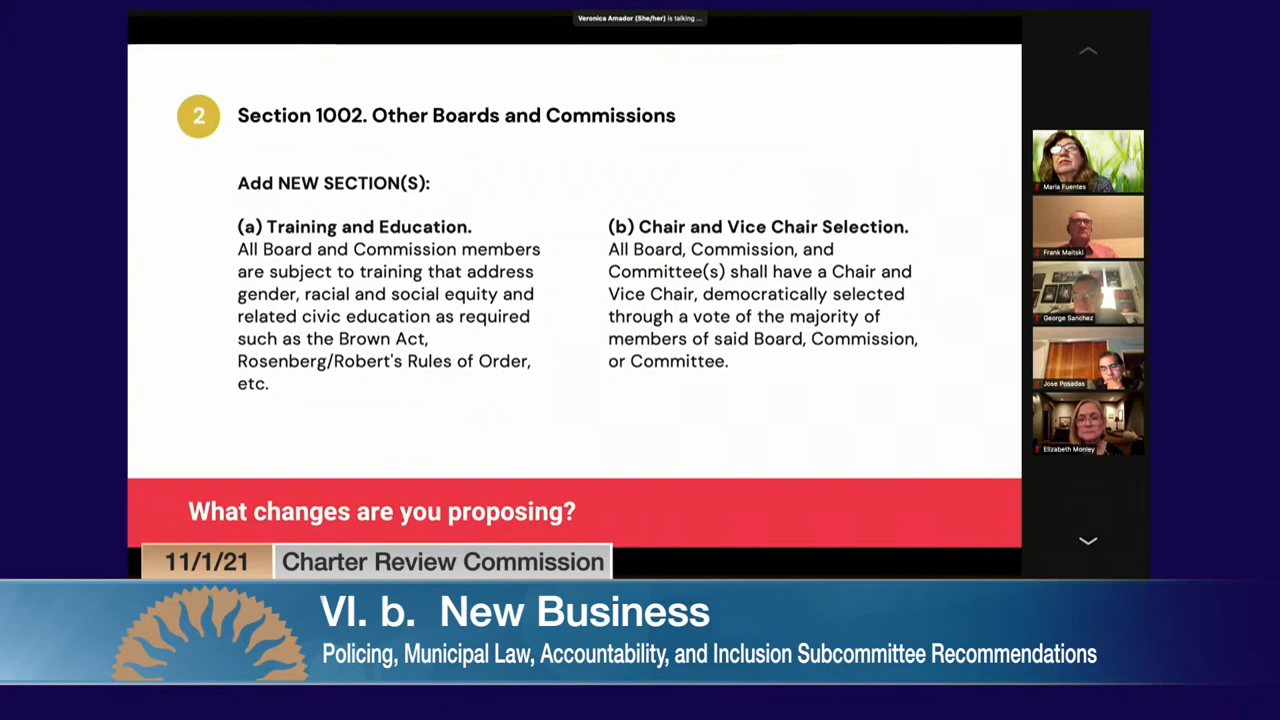 Veronica Amador (She/her) is talking ...
2
Section 1002. Other Boards and Commissions
Add NEW SECTION(S):
(a) Training and Education.
All Board and Commission members
are subject to training that address
gender, racial and social equity and
related civic education as required
such as the Brown Act,
Rosenberg/Robert's Rules of Order,
etc.
(b) Chair and Vice Chair Selection.
All Board, Commission, and
Committee(s) shall have a Chair and
Vice Chair, democratically selected
through a vote of the majority of
members of said Board, Commission,
or Committee.
Maria Fuentes
Frank Maitski
George Sanchez
Jose Posadas
Elizabeth Monley
What changes are you proposing?
11/1/21 Charter Review Commission
VI. b. New Business
Policing, Municipal Law, Accountability, and Inclusion Subcommittee Recommendations